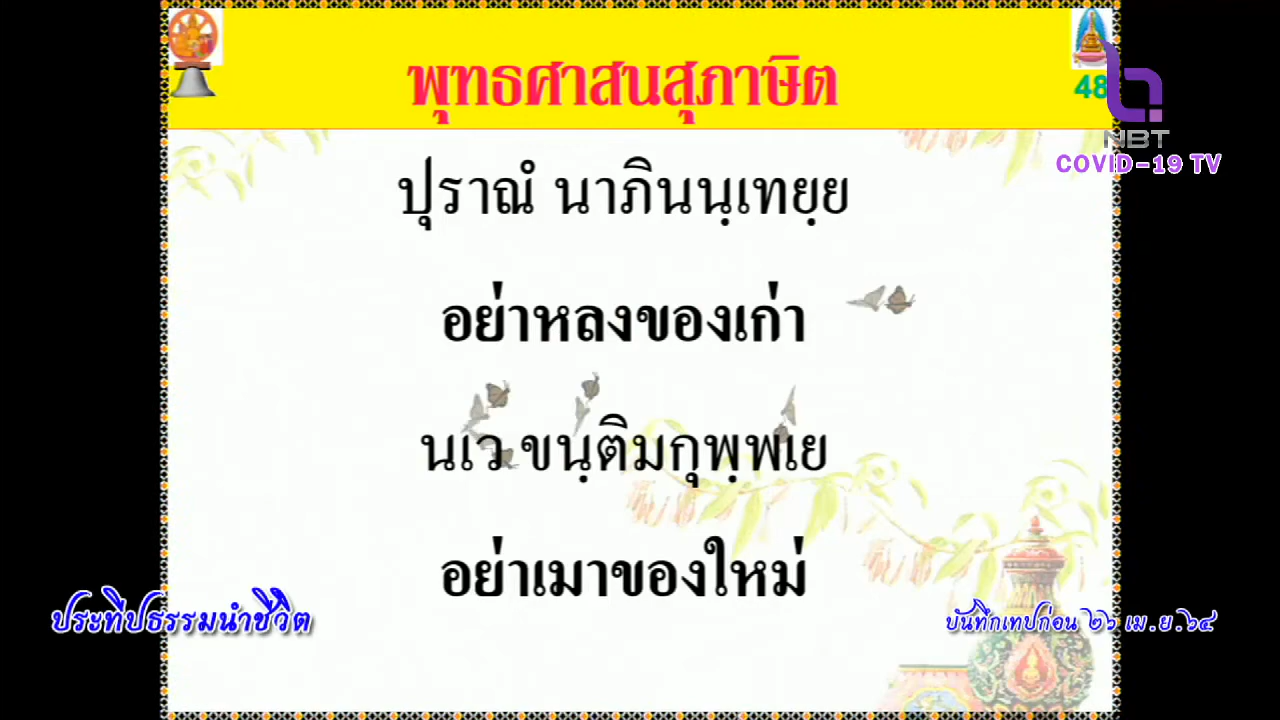 พุทธศาสนสุภาษิต
48
NBT
COVID-19 TV
ปุราณํ นาภินนฺเทยฺย
อย่าหลงของเก่า
นเว ขนฺติมกุพฺพเย
อย่าเมาของใหม่
ประทีปธรรมนำชีวิต
บันทึกเทปก่อน ๒๖ เม.ย.๖๔